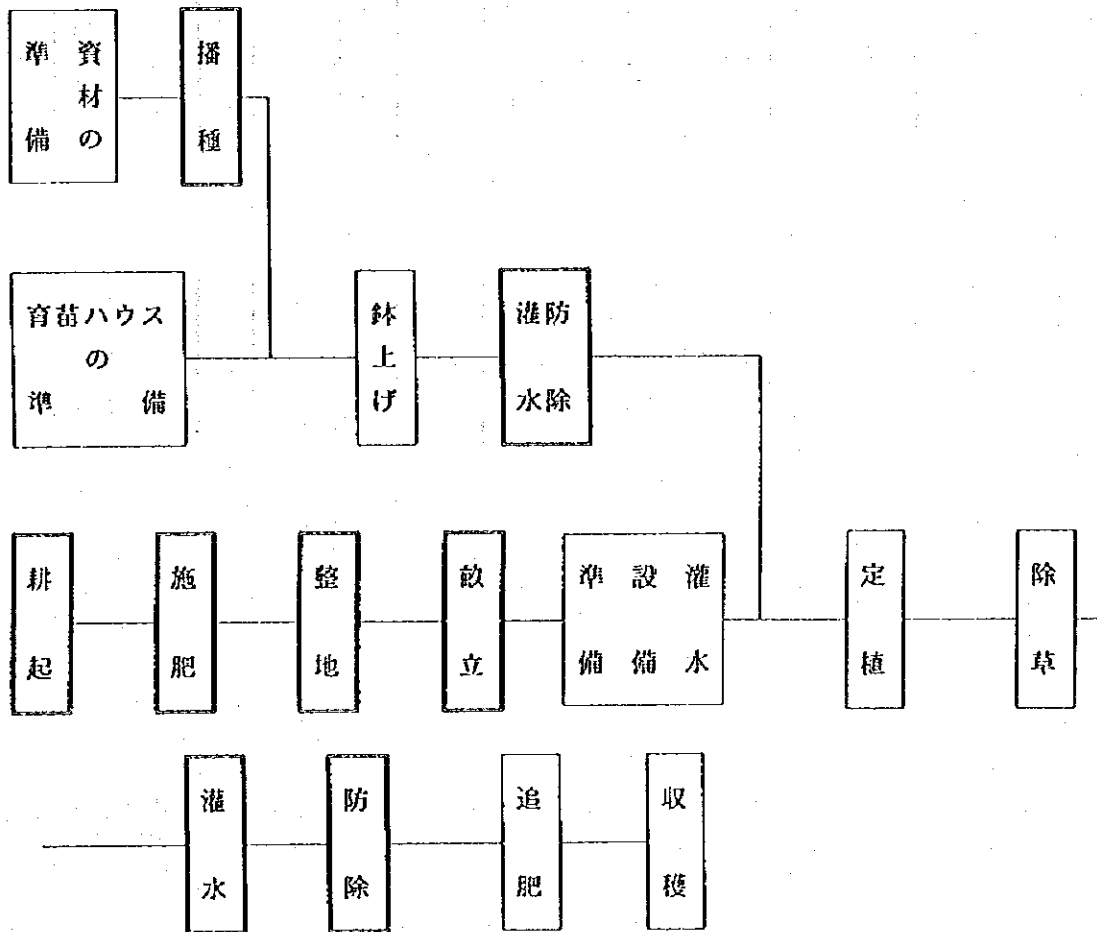 資材の準備
播種
育苗ハウスの準備
鉢上げ
防除灌水
耕起
施肥
整地
畝立
灌水設備準備
定植
除草
灌水
防除
追肥
収穫